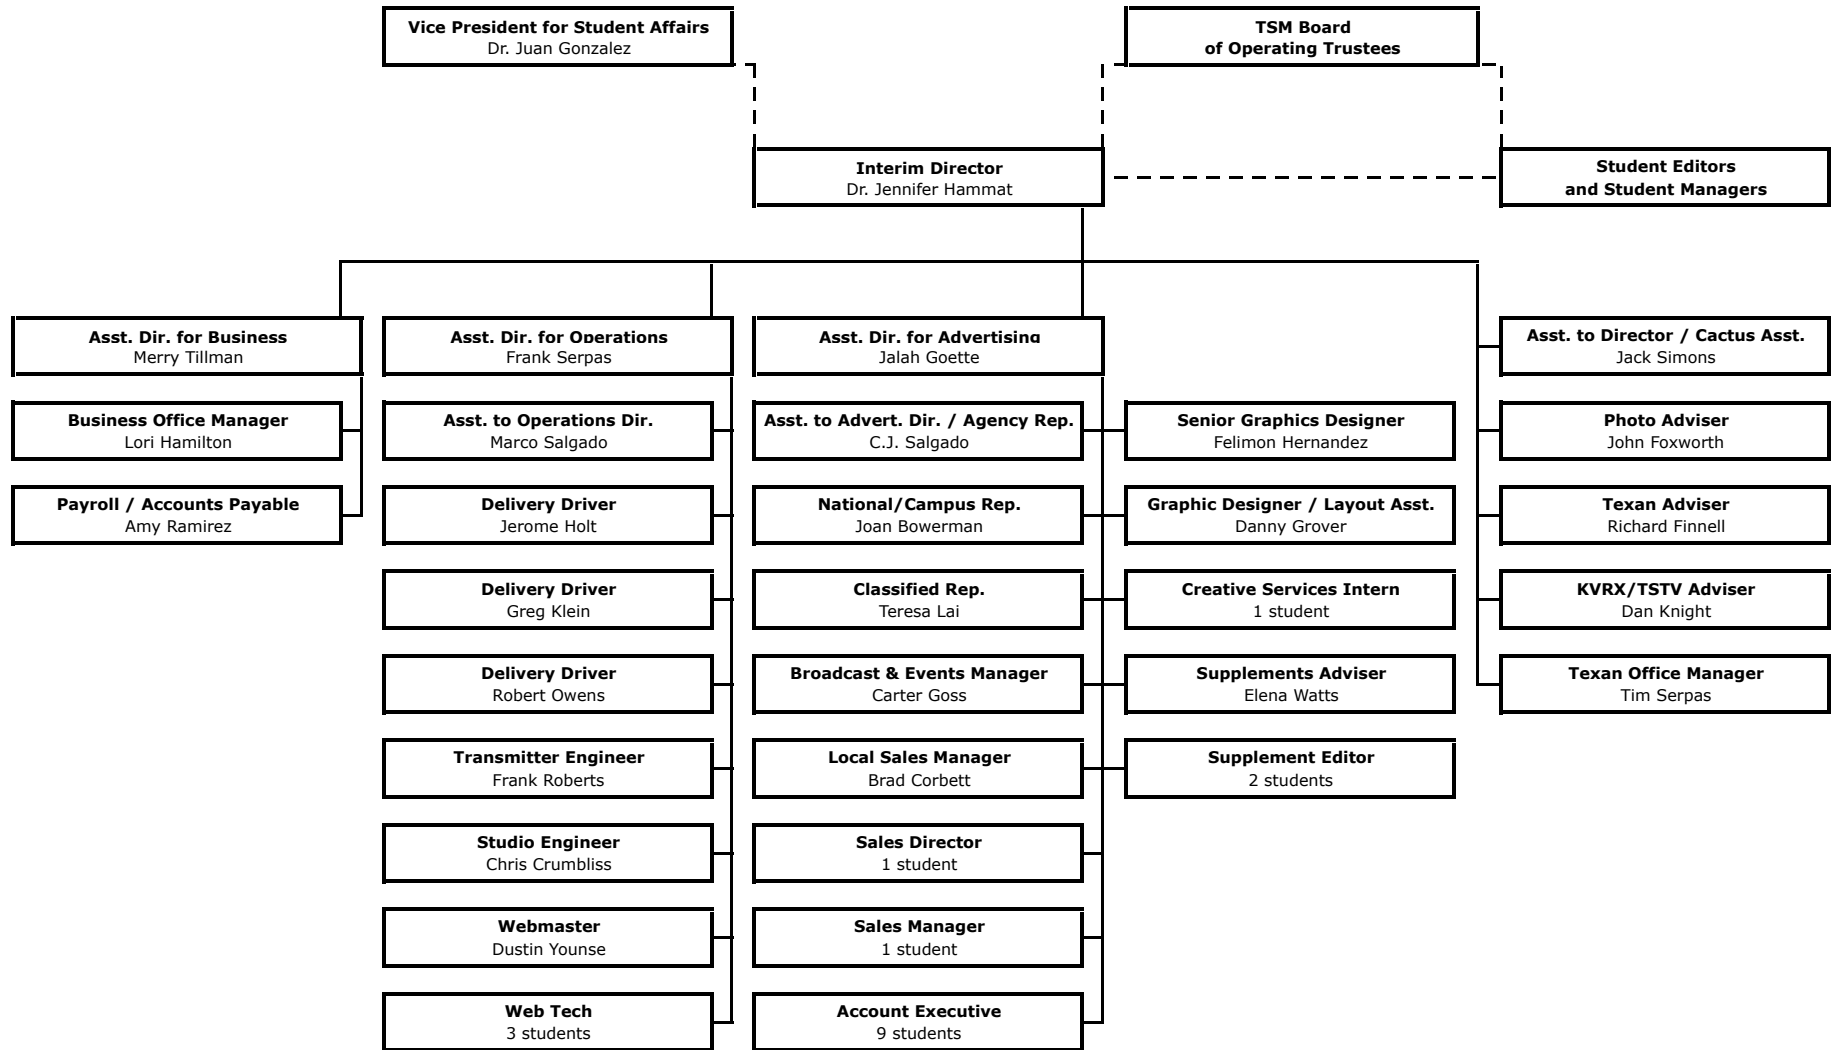 Vice President for Student Affairs
Dr. Juan Gonzalez
TSM Board
of Operating Trustees
Interim Director
Dr. Jennifer Hammat
Student Editors
and Student Managers
Asst. Dir. for Business
Merry Tillman
Asst. Dir. for Operations
Frank Serpas
Asst. Dir. for Advertising
Jalah Goette
Asst. to Director / Cactus Asst.
Jack Simons
Business Office Manager
Lori Hamilton
Asst. to Operations Dir.
Marco Salgado
Asst. to Advert. Dir. / Agency Rep.
C.J. Salgado
Senior Graphics Designer
Felimon Hernandez
Photo Adviser
John Foxworth
Payroll / Accounts Payable
Amy Ramirez
Delivery Driver
Jerome Holt
National/Campus Rep.
Joan Bowerman
Graphic Designer / Layout Asst.
Danny Grover
Texan Adviser
Richard Finnell
Delivery Driver
Greg Klein
Classified Rep.
Teresa Lai
Creative Services Intern
1 student
KVRX/TSTV Adviser
Dan Knight
Delivery Driver
Robert Owens
Broadcast & Events Manager
Carter Goss
Supplements Adviser
Elena Watts
Texan Office Manager
Tim Serpas
Transmitter Engineer
Frank Roberts
Local Sales Manager
Brad Corbett
Supplement Editor
2 students
Studio Engineer
Chris Crumbliss
Sales Director
1 student
Webmaster
Dustin Younse
Sales Manager
1 student
Web Tech
3 students
Account Executive
9 students